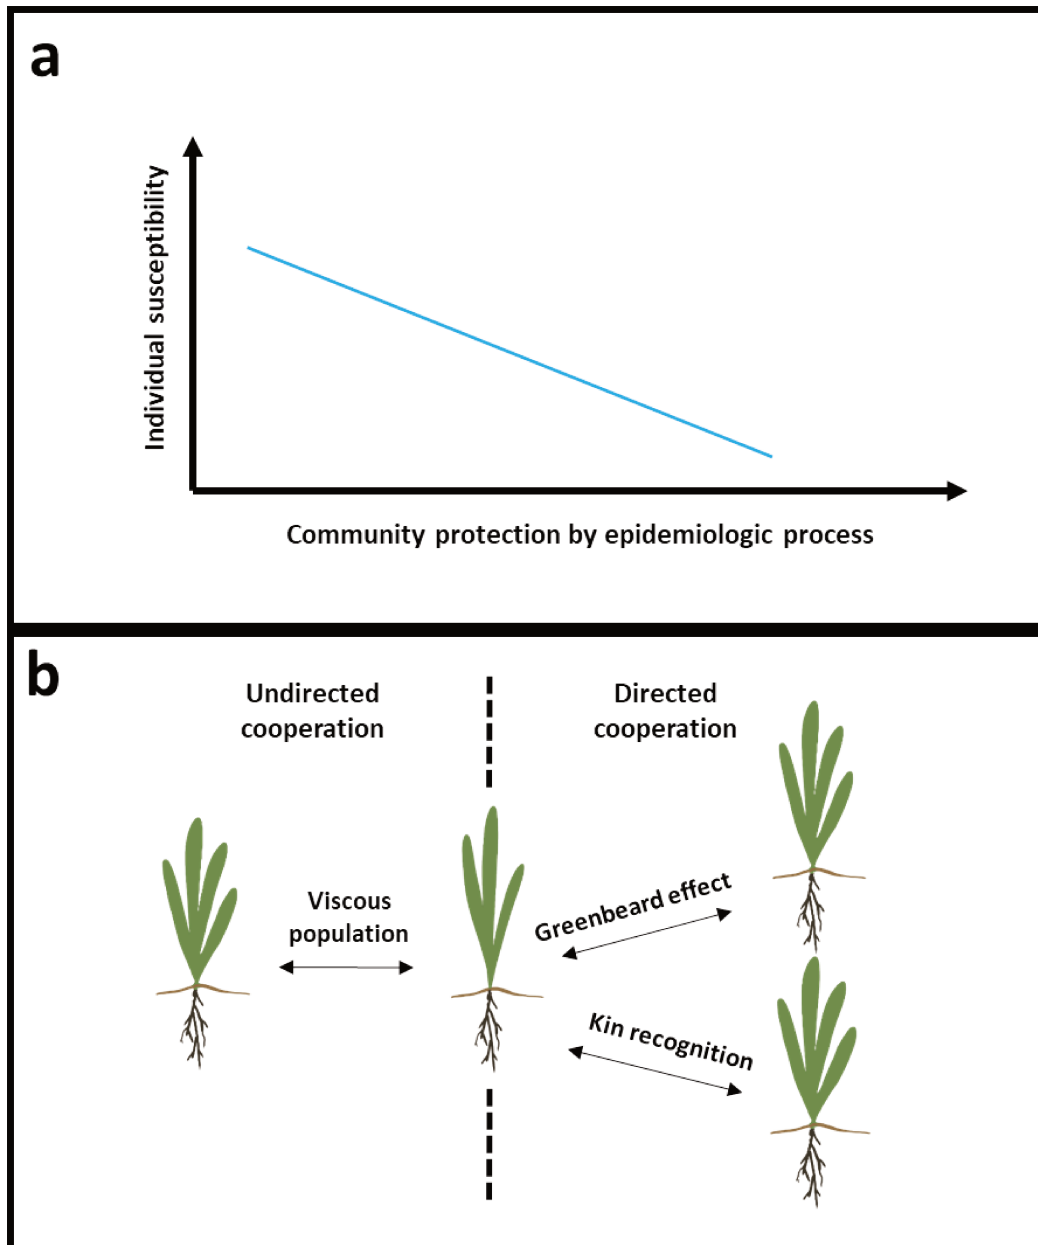 a
Individual susceptibility
Community protection by epidemiologic process
b
Undirected
cooperation
Directed
cooperation
Viscous
population
Greenbeard effect
Kin recognition